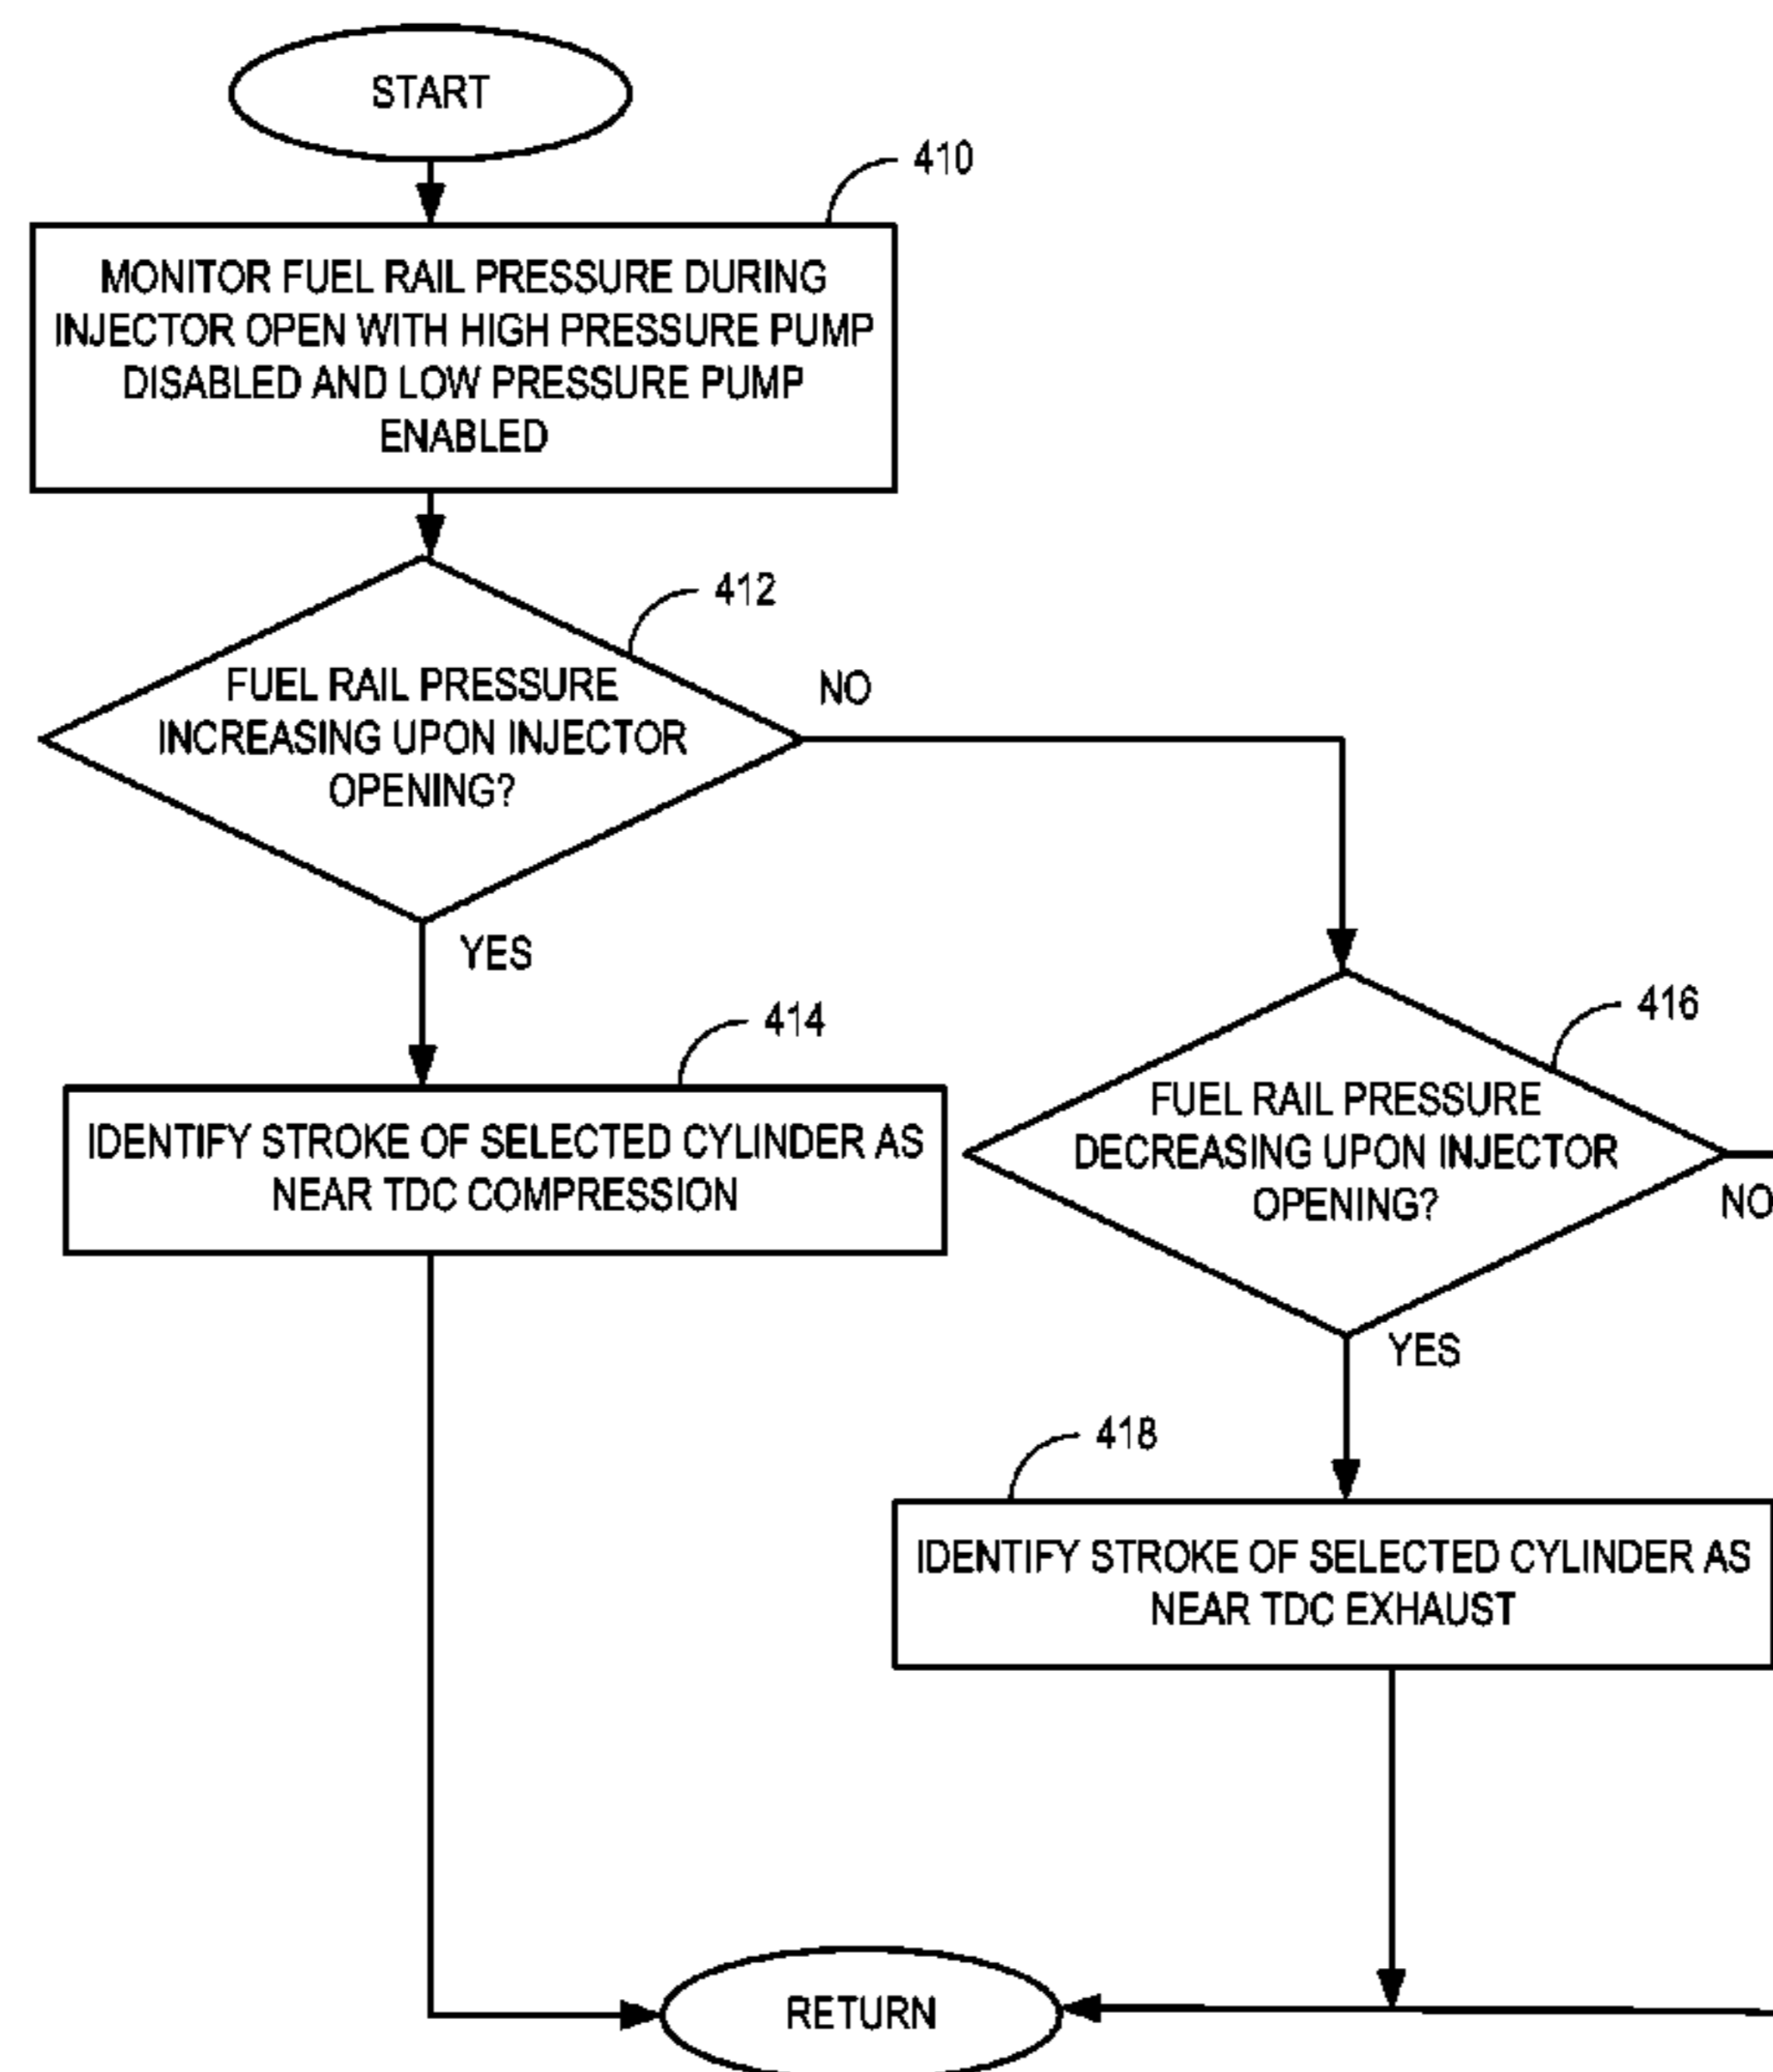 START
410
MONITOR FUEL RAIL PRESSURE DURING
INJECTOR OPEN WITH HIGH PRESSURE PUMP
DISABLED AND LOW PRESSURE PUMP
ENABLED
412
FUEL RAIL PRESSURE
INCREASING UPON INJECTOR
OPENING?
NO
YES
414
IDENTIFY STROKE OF SELECTED CYLINDER AS
NEAR TDC COMPRESSION
416
FUEL RAIL PRESSURE
DECREASING UPON INJECTOR
OPENING?
NO
YES
418
IDENTIFY STROKE OF SELECTED CYLINDER AS
NEAR TDC EXHAUST
RETURN